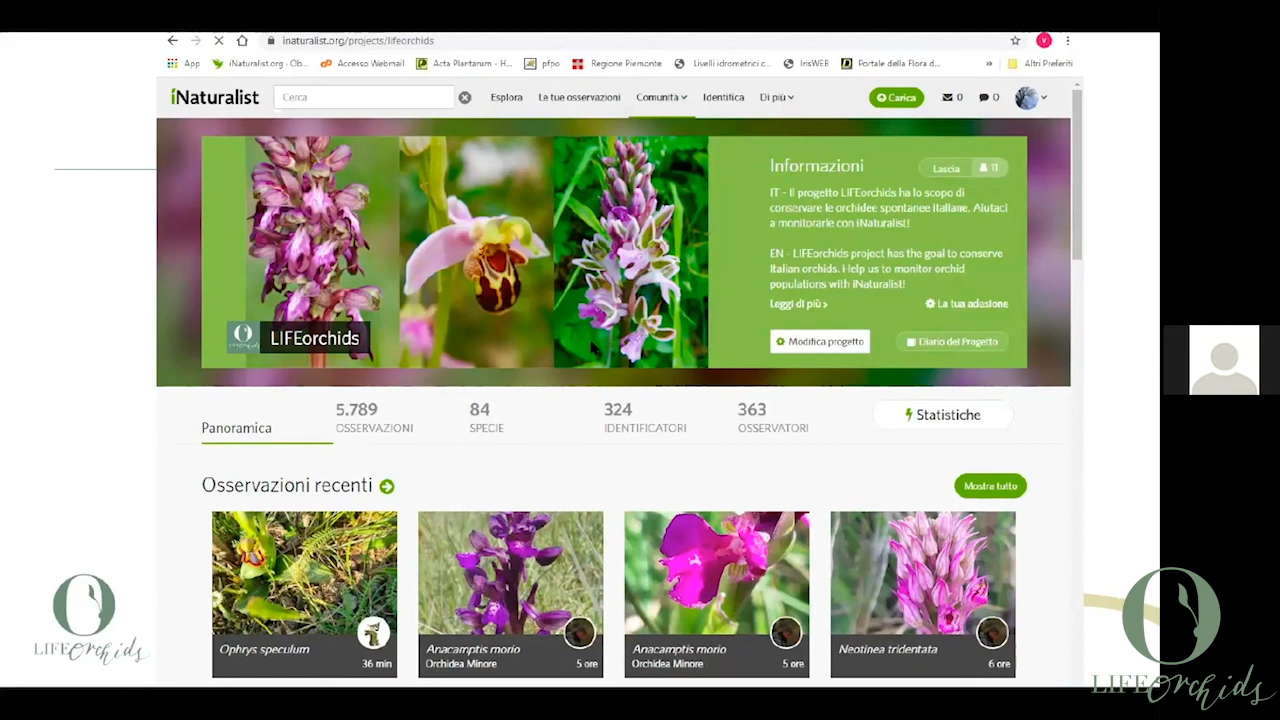 inaturalist.org/projects/lifeorchids
App
iNaturalist.org - Ob...
Accesso Webmail
Acta Plantarum - H...
pfpo
Regione Piemonte
Livelli idrometrici c...
InsWEB
Portale della Flora d...
»
Altri Preferiti
iNaturalist
Cerca
Esplora
Le tue osservazioni
Comunità
Identifica
Di più
Carica
0
0
Informazioni
Lascia
11
IT - Il progetto LIFEorchids ha lo scopo di
conservare le orchidee spontanee italiane. Aiutaci
a monitorarle con iNaturalist!
EN - LIFEorchids project has the goal to conserve
Italian orchids. Help us to monitor orchid
populations with iNaturalist!
Leggi di più >
La tua adesione
LIFEorchids
Modifica progetto
Diario del Progetto
Panoramica
5.789
OSSERVAZIONI
84
SPECIE
324
IDENTIFICATORI
363
OSSERVATORI
Statistiche
Osservazioni recenti
Mostra tutto
Ophrys speculum
36 min
Anacamptis morio
Orchidea Minore
5 ore
Anacamptis morio
Orchidea Minore
5 ore
Neotinea tridentata
6 ore
LIFEorchids
LIFEorchids